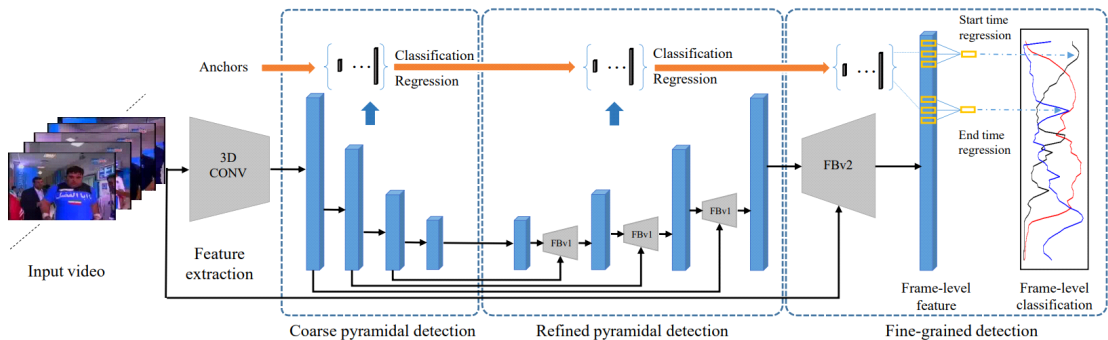 Anchors
Classification
Regression
Classification
Regression
Start time
regression
End time
regression
3D
CONV
FBv2
FBv1
FBv1
FBv1
Input video
Feature
extraction
Frame-level
feature
Frame-level
classification
Coarse pyramidal detection
Refined pyramidal detection
Fine-grained detection